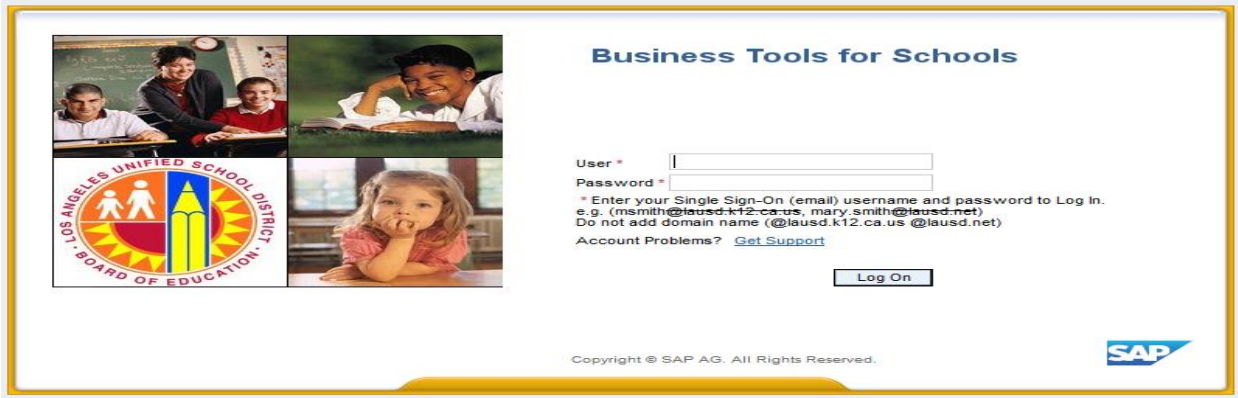 Business Tools for Schools
User *
Password *
* Enter your Single Sign-On (email) username and password to Log In.
e.g. (msmith@lausd.k12.ca.us, mary.smith@lausd.net)
Do not add domain name (@lausd.k12.ca.us @lausd.net)
Account Problems? Get Support
Log On
LOS ANGELES UNIFIED SCHOOL DISTRICT
BOARD OF EDUCATION
Copyright © SAP AG. All Rights Reserved.
SAP